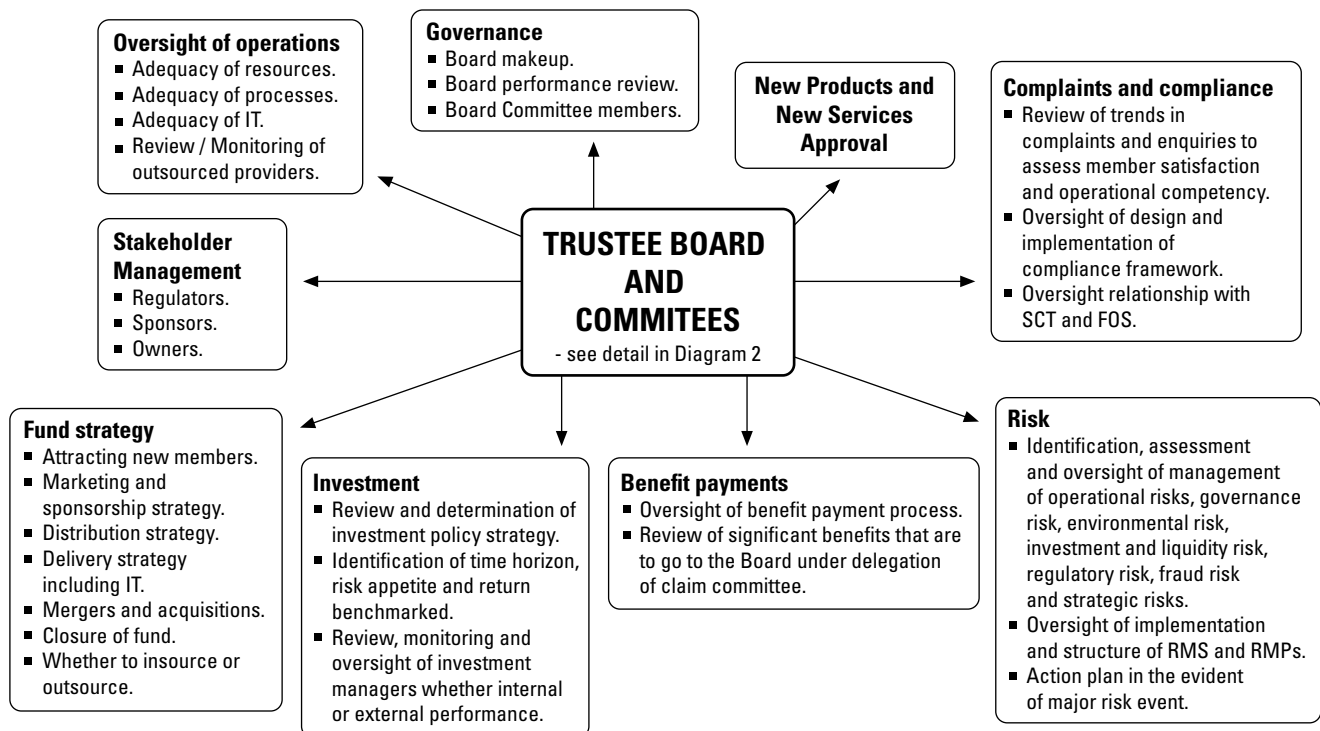 Oversight of operations
▪ Adequacy of resources.
▪ Adequacy of processes.
▪ Adequacy of IT.
▪ Review / Monitoring of
outsourced providers.
Governance
▪ Board makeup.
▪ Board performance review.
▪ Board Committee members.
New Products and
New Services
Approval
Complaints and compliance
▪ Review of trends in
complaints and enquiries to
assess member satisfaction
and operational competency.
▪ Oversight of design and
implementation of
compliance framework.
▪ Oversight relationship with
SCT and FOS.
Stakeholder
Management
▪ Regulators.
▪ Sponsors.
▪ Owners.
TRUSTEE BOARD
AND
COMMITEES
- see detail in Diagram 2
Fund strategy
▪ Attracting new members.
▪ Marketing and
sponsorship strategy.
▪ Distribution strategy.
▪ Delivery strategy
including IT.
▪ Mergers and acquisitions.
▪ Closure of fund.
▪ Whether to insource or
outsource.
Investment
▪ Review and determination of
investment policy strategy.
▪ Identification of time horizon,
risk appetite and return
benchmarked.
▪ Review, monitoring and
oversight of investment
managers whether internal
or external performance.
Benefit payments
▪ Oversight of benefit payment process.
▪ Review of significant benefits that are
to go to the Board under delegation
of claim committee.
Risk
▪ Identification, assessment
and oversight of management
of operational risks, governance
risk, environmental risk,
investment and liquidity risk,
regulatory risk, fraud risk
and strategic risks.
▪ Oversight of implementation
and structure of RMS and RMPs.
▪ Action plan in the evident
of major risk event.